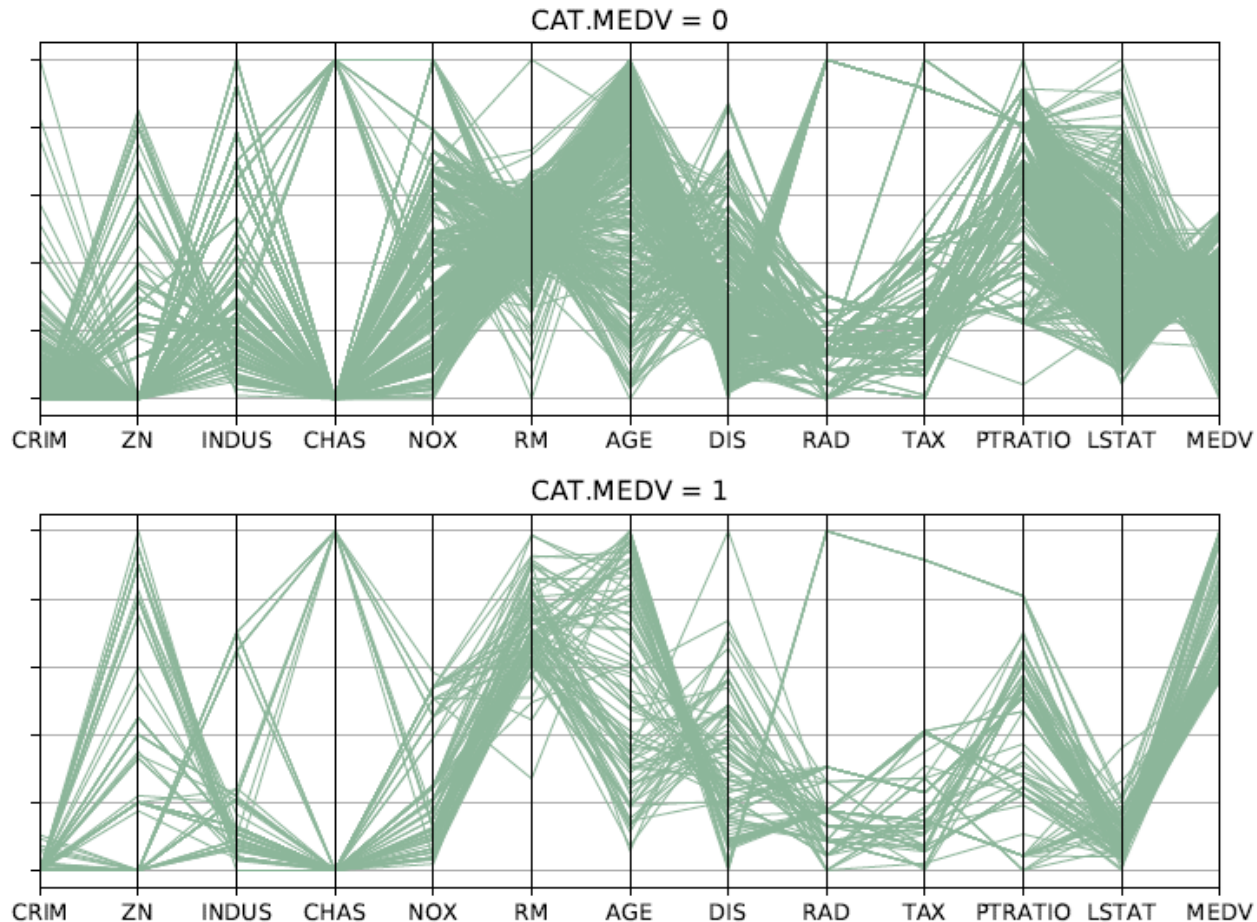 CAT.MEDV = 0
CRIM ZN INDUS CHAS NOX RM AGE DIS RAD TAX PTRATIO LSTAT MEDV
CAT.MEDV = 1
CRIM ZN INDUS CHAS NOX RM AGE DIS RAD TAX PTRATIO LSTAT MEDV